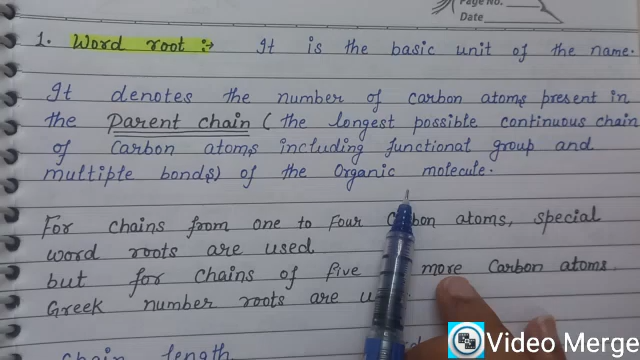 Page No.
Date
1. Word root :- It is the basic unit of the name.
It denotes the number of carbon atoms present in
the Parent chain (the longest possible continuous chain
of Carbon atoms including functional group and
multiple bonds) of the Organic molecule.
For chains from one to Four Carbon atoms, special
word roots are used
but for chains of five more Carbon atoms
Greek number roots are
chain length
Video Merge